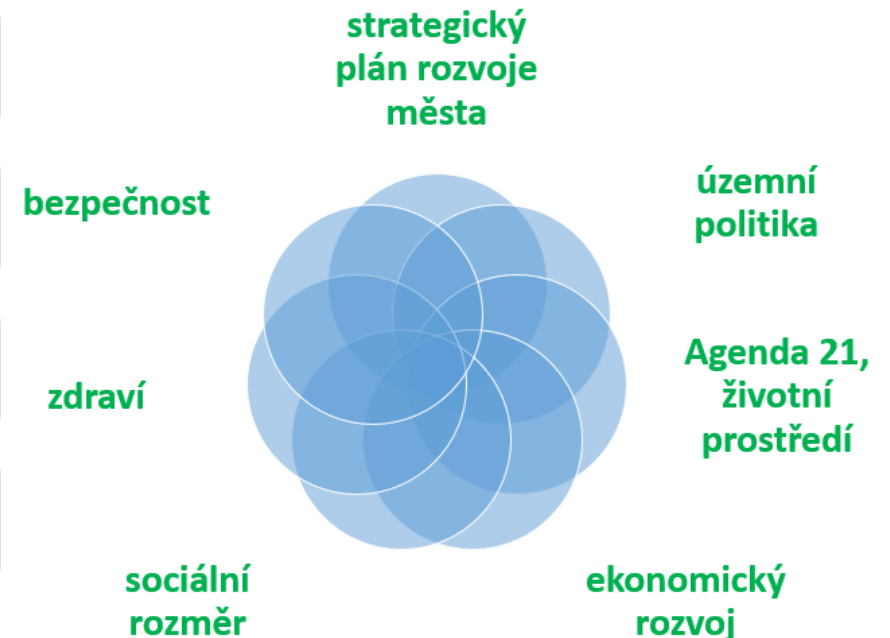 strategický
plán rozvoje
města
bezpečnost
územní
politika
zdraví
Agenda 21,
životní
prostředí
sociální
rozměr
ekonomický
rozvoj